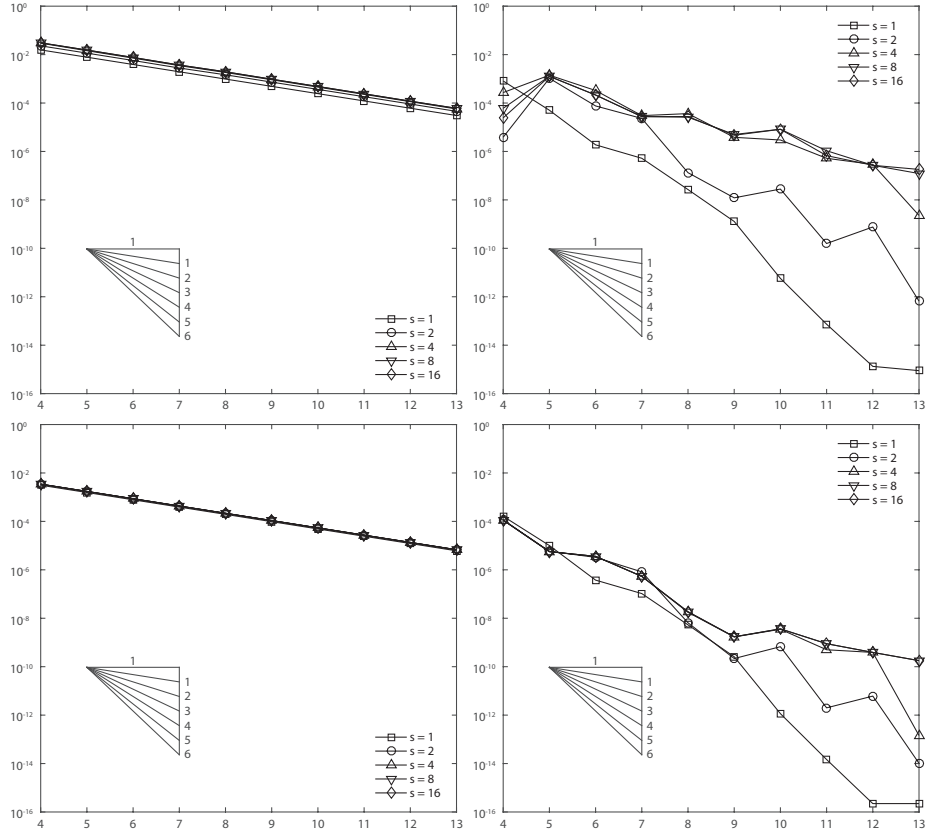 10^0
10^-2
10^-4
10^-6
10^-8
10^-10
10^-12
10^-14
10^-16
4 5 6 7 8 9 10 11 12 13
1
1
2
3
4
5
6
s = 1
s = 2
s = 4
s = 8
s = 16
10^0
10^-2
10^-4
10^-6
10^-8
10^-10
10^-12
10^-14
10^-16
4 5 6 7 8 9 10 11 12 13
1
1
2
3
4
5
6
s = 1
s = 2
s = 4
s = 8
s = 16
10^0
10^-2
10^-4
10^-6
10^-8
10^-10
10^-12
10^-14
10^-16
4 5 6 7 8 9 10 11 12 13
1
1
2
3
4
5
6
s = 1
s = 2
s = 4
s = 8
s = 16
10^0
10^-2
10^-4
10^-6
10^-8
10^-10
10^-12
10^-14
10^-16
4 5 6 7 8 9 10 11 12 13
1
1
2
3
4
5
6
s = 1
s = 2
s = 4
s = 8
s = 16